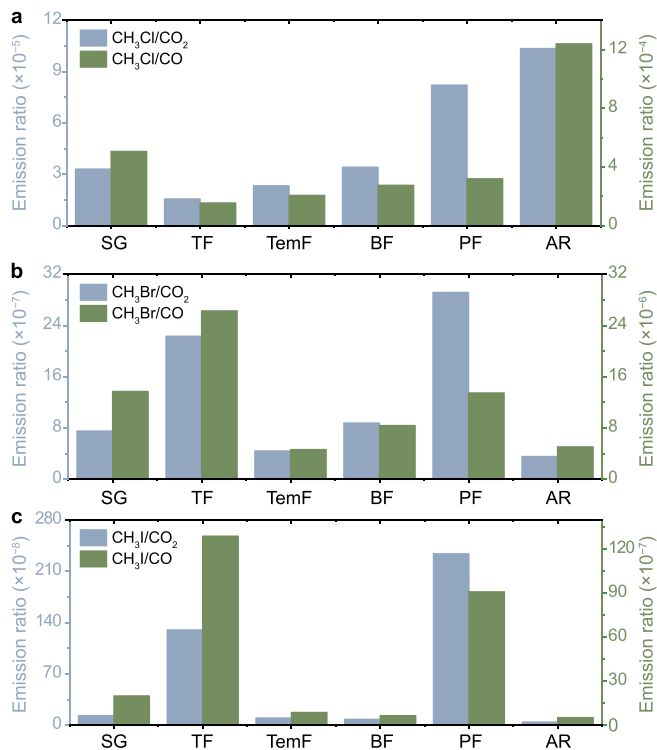 a
Emission ratio (×10⁻⁵)
12
9
6
3
0
CH₃Cl/CO₂
CH₃Cl/CO
12
8
4
0
Emission ratio (×10⁻⁴)
SG TF TemF BF PF AR
b
Emission ratio (×10⁻⁷)
32
24
16
8
0
CH₃Br/CO₂
CH₃Br/CO
32
24
16
8
0
Emission ratio (×10⁻⁶)
SG TF TemF BF PF AR
c
Emission ratio (×10⁻⁸)
280
210
140
70
0
CH₃I/CO₂
CH₃I/CO
120
90
60
30
0
Emission ratio (×10⁻⁷)
SG TF TemF BF PF AR